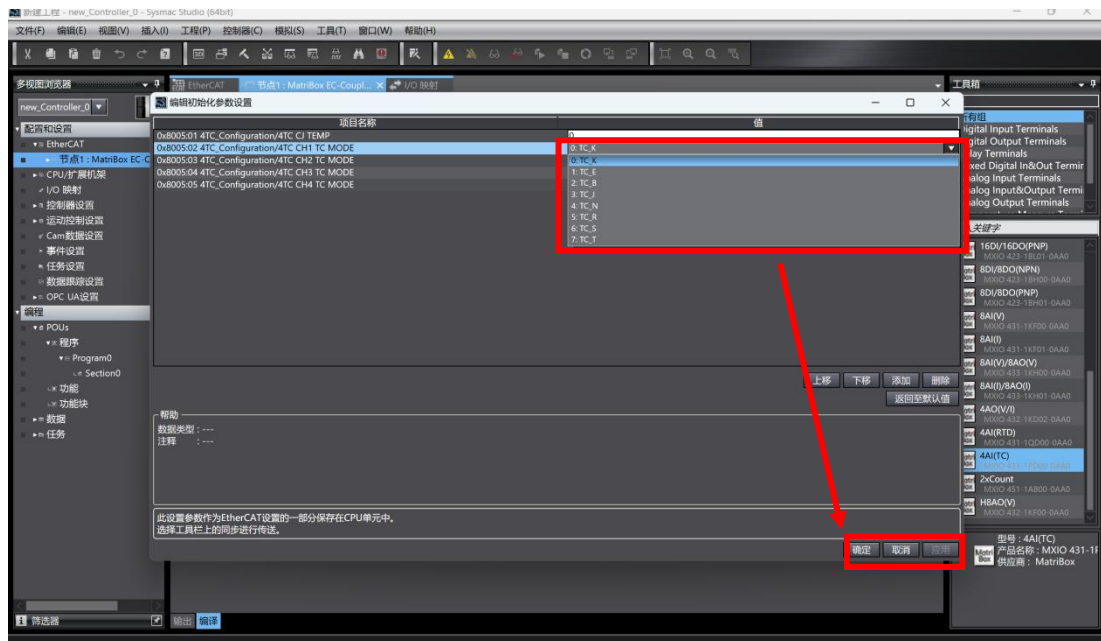 新建工程 - new_Controller_0 - Sysmac Studio (64bit)
文件(F) 编辑(E) 视图(V) 插入(I) 工程(P) 控制器(C) 模拟(S) 工具(T) 窗口(W) 帮助(H)
多视图浏览器
new_Controller_0
配置和设置
EtherCAT
节点1 : MatriBox EC-C
CPU/扩展机架
I/O 映射
控制器设置
运动控制设置
Cam数据设置
事件设置
任务设置
数据跟踪设置
OPC UA设置
编程
POUs
程序
Program0
Section0
功能
功能块
数据
任务
筛选器
EtherCAT 节点1 : MatriBox EC-Coupl... I/O 映射
编辑初始化参数设置
项目名称 值
0x8005:01 4TC_Configuration/4TC CJ TEMP 0
0x8005:02 4TC_Configuration/4TC CH1 TC MODE 0: TC_K
0x8005:03 4TC_Configuration/4TC CH2 TC MODE
0x8005:04 4TC_Configuration/4TC CH3 TC MODE
0x8005:05 4TC_Configuration/4TC CH4 TC MODE
0: TC_K
1: TC_E
2: TC_B
3: TC_J
4: TC_N
5: TC_R
6: TC_S
7: TC_T
上移 下移 添加 删除
返回至默认值
帮助
数据类型 : ---
注释 : ---
此设置参数作为EtherCAT设置的一部分保存在CPU单元中。
选择工具栏上的同步进行传送。
确定 取消 应用
输出 编译
工具箱
所有组
igital Input Terminals
gital Output Terminals
lay Terminals
xed Digital In&Out Termir
alog Input Terminals
alog Input&Output Termi
alog Output Terminals
关键字
16DI/16DO(PNP)
MXIO 423-1BL01-0AA0
8DI/8DO(NPN)
MXIO 423-1BH00-0AA0
8DI/8DO(PNP)
MXIO 423-1BH01-0AA0
8AI(V)
MXIO 431-1KF00-0AA0
8AI(I)
MXIO 431-1KF01-0AA0
8AI(V)/8AO(V)
MXIO 433-1KH00-0AA0
8AI(I)/8AO(I)
MXIO 433-1KH01-0AA0
4AO(V/I)
MXIO 432-1KD02-0AA0
4AI(RTD)
MXIO 431-1QD00-0AA0
4AI(TC)
2xCount
MXIO 451-1AB00-0AA0
H8AO(V)
MXIO 432-1KF00-0AA0
Matri Box
型号 : 4AI(TC)
产品名称 : MXIO 431-1F
供应商 : MatriBox